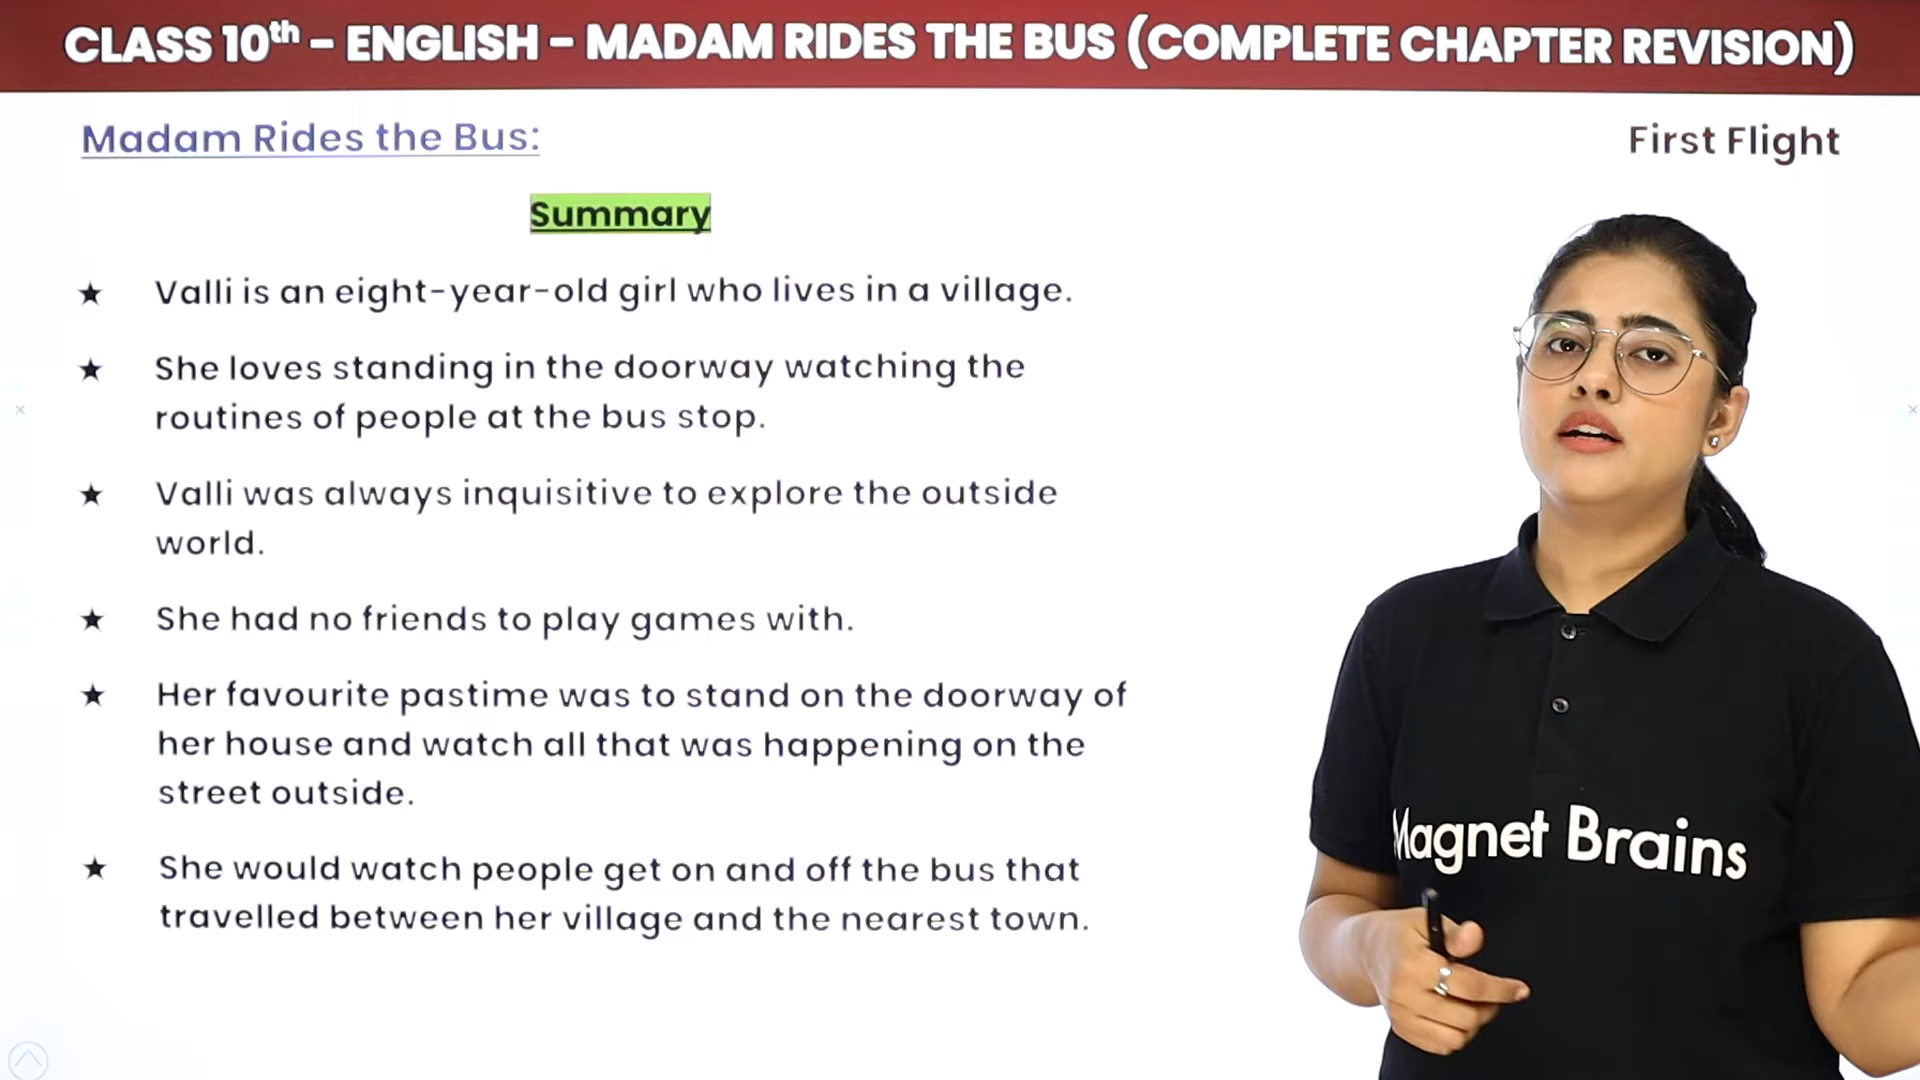 CLASS 10th - ENGLISH - MADAM RIDES THE BUS (COMPLETE CHAPTER REVISION)
Madam Rides the Bus:
First Flight
Summary
★ Valli is an eight-year-old girl who lives in a village.
★ She loves standing in the doorway watching the
routines of people at the bus stop.
★ Valli was always inquisitive to explore the outside
world.
★ She had no friends to play games with.
★ Her favourite pastime was to stand on the doorway of
her house and watch all that was happening on the
street outside.
★ She would watch people get on and off the bus that
travelled between her village and the nearest town.
Magnet Brains